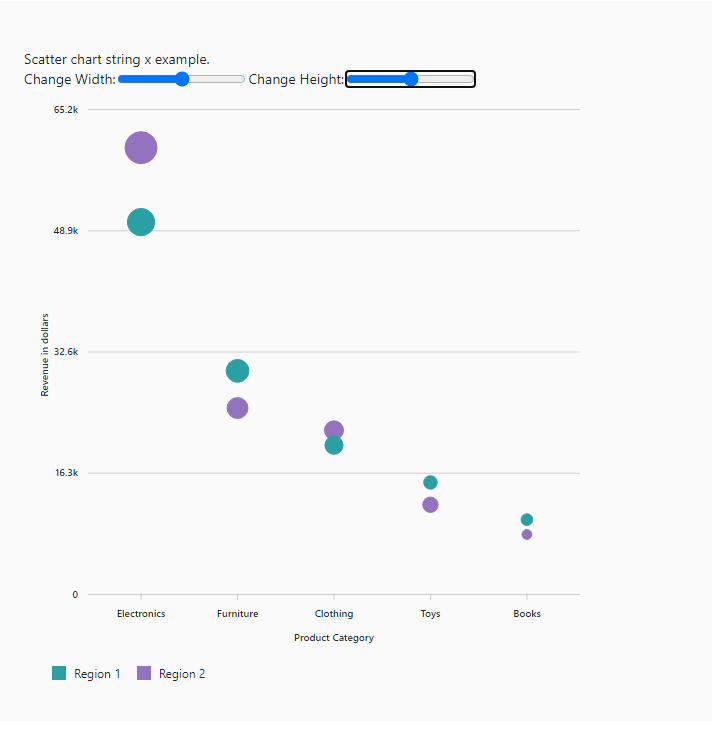 Scatter chart string x example.
Change Width: Change Height:
65.2k
48.9k
32.6k
16.3k
0
Revenue in dollars
Electronics Furniture Clothing Toys Books
Product Category
Region 1 Region 2